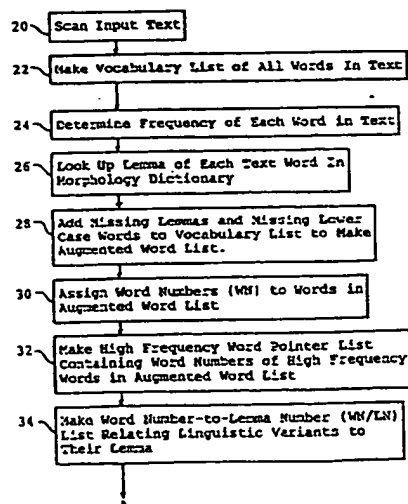 20 Scan Input Text
22 Make Vocabulary List of All Words In Text
24 Determine Frequency of Each Word in Text
26 Look Up Lemma of Each Text Word In
Morphology Dictionary
28 Add Missing Lemmas and Missing Lower
Case Words to Vocabulary List to Make
Augmented Word List.
30 Assign Word Numbers (WN) to Words in
Augmented Word List
32 Make High Frequency Word Pointer List
Containing Word Numbers of High Frequency
Words in Augmented Word List
34 Make Word Number-to-Lemma Number (WN/LN)
List Relating Linguistic Variants to
Their Lemma